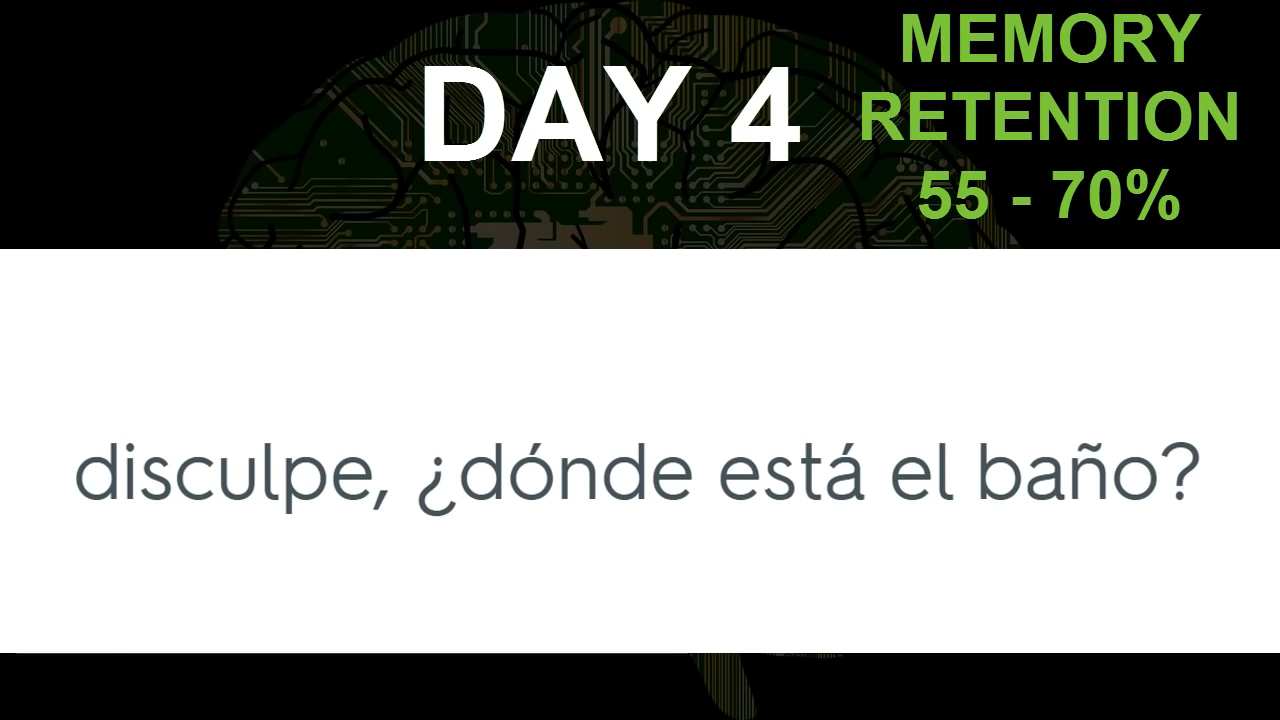 DAY 4
MEMORY
RETENTION
55 - 70%
disculpe, ¿dónde está el baño?